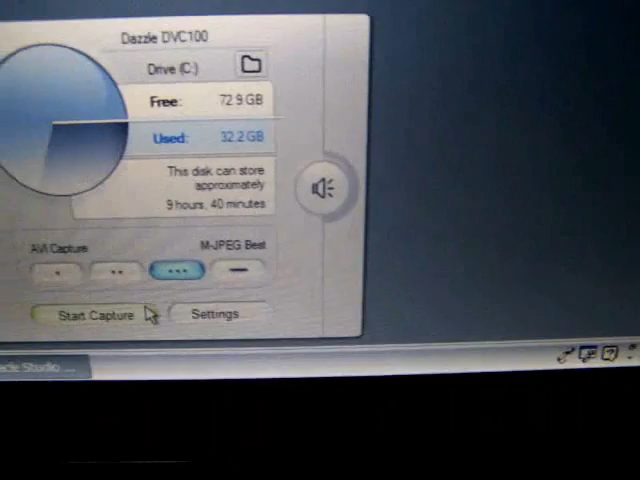 Dazzle DVC100
Drive (C:)
Free: 72.9 GB
Used: 32.2 GB
This disk can store
approximately
9 hours, 40 minutes
AVI Capture M-JPEG Best
Start Capture Settings
Studio ...